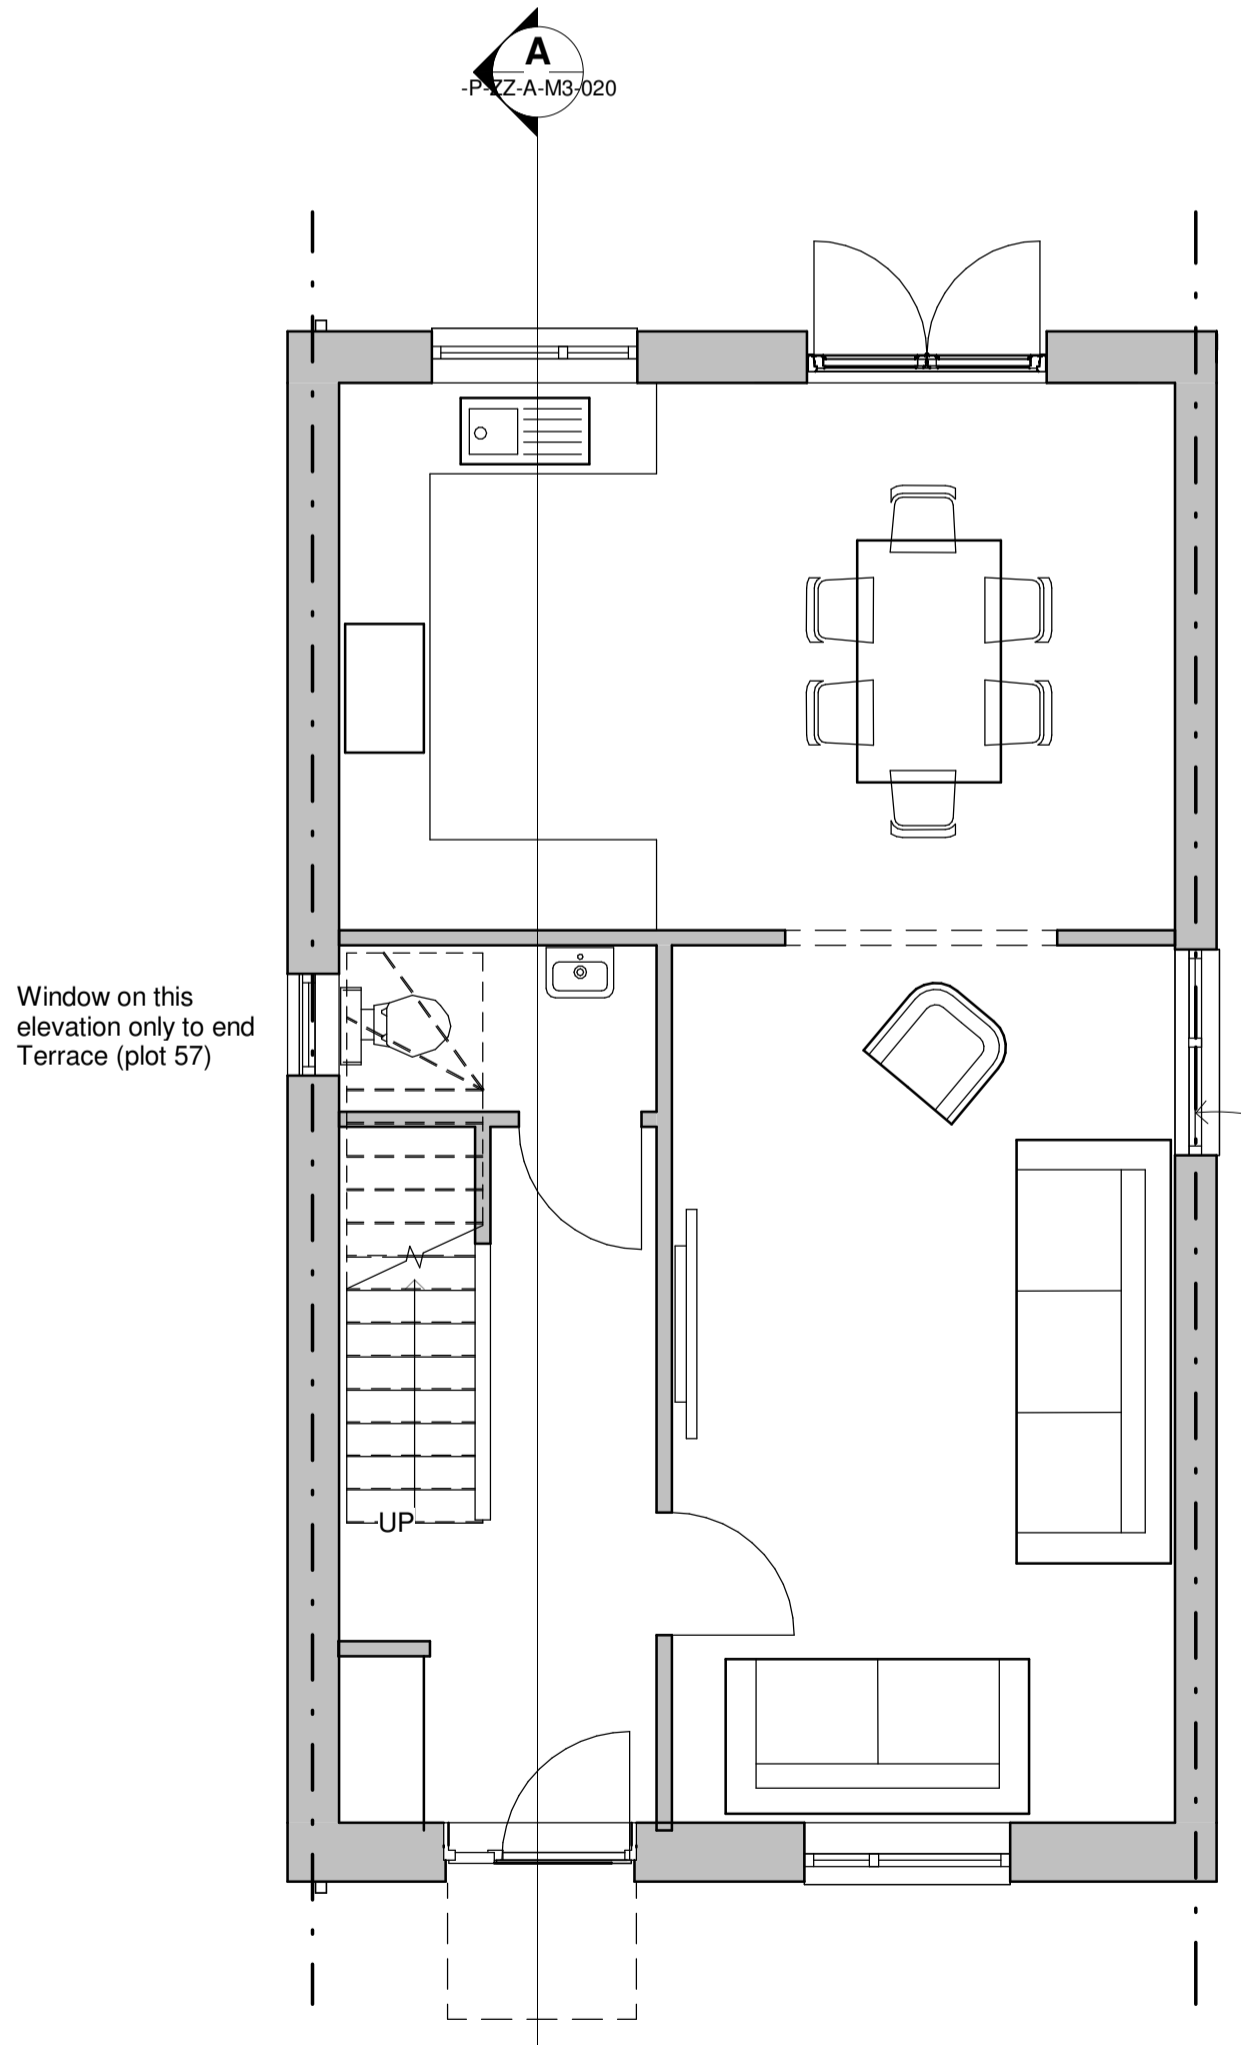 A
-P-ZZ-A-M3-020
Window on this
elevation only to end
Terrace (plot 57)
UP